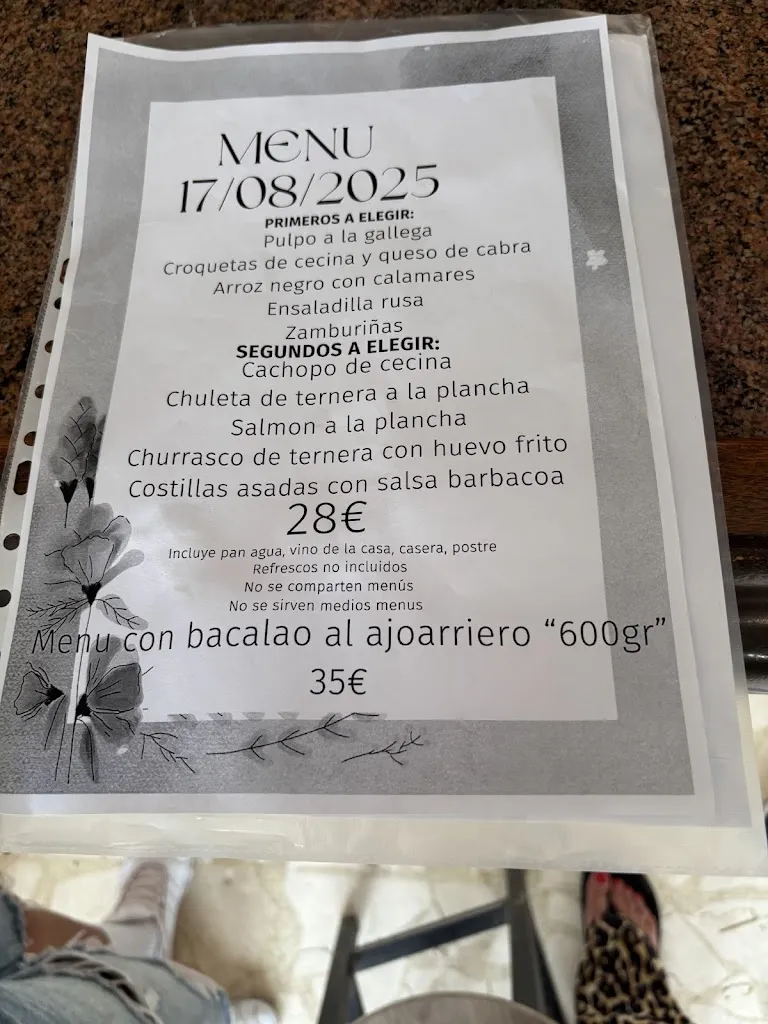 MENU
17/08/2025
PRIMEROS A ELEGIR:
Pulpo a la gallega
Croquetas de cecina y queso de cabra
Arroz negro con calamares
Ensaladilla rusa
Zamburiñas
SEGUNDOS A ELEGIR:
Cachopo de cecina
Chuleta de ternera a la plancha
Salmon a la plancha
Churrasco de ternera con huevo frito
Costillas asadas con salsa barbacoa
28€
Incluye pan agua, vino de la casa, casera, postre
Refrescos no incluidos
No se comparten menús
No se sirven medios menus
Menu con bacalao al ajoarriero “600gr”
35€